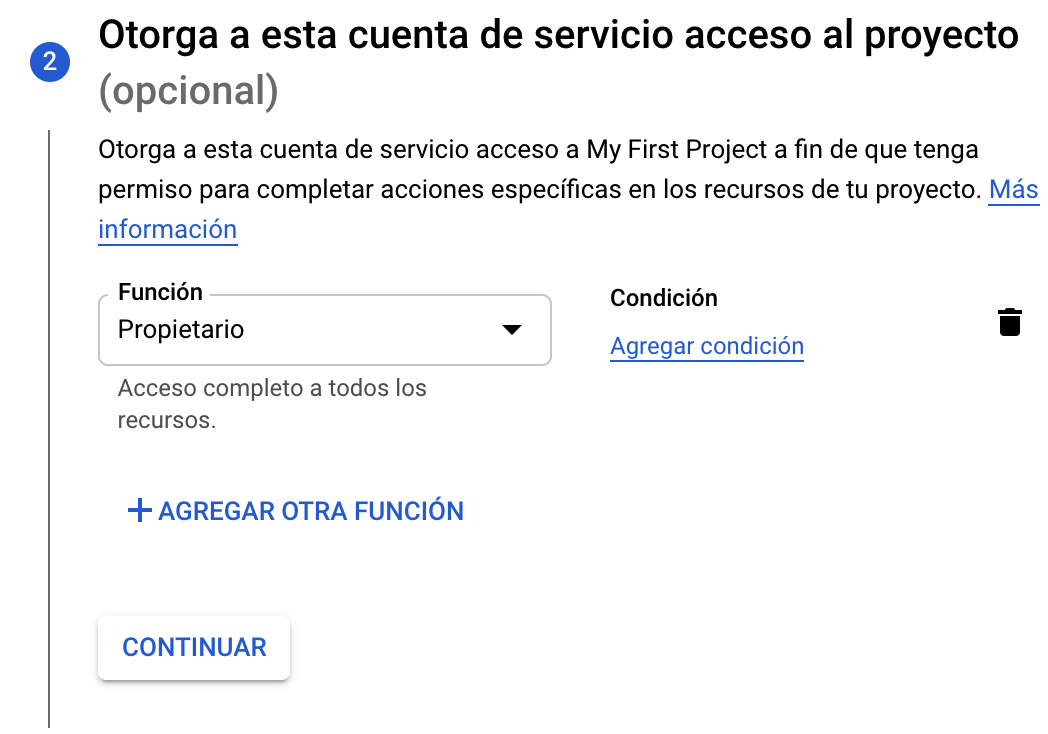 2
Otorga a esta cuenta de servicio acceso al proyecto
(opcional)
Otorga a esta cuenta de servicio acceso a My First Project a fin de que tenga
permiso para completar acciones específicas en los recursos de tu proyecto. Más
información
Función
Propietario
Acceso completo a todos los
recursos.
Condición
Agregar condición
AGREGAR OTRA FUNCIÓN
CONTINUAR